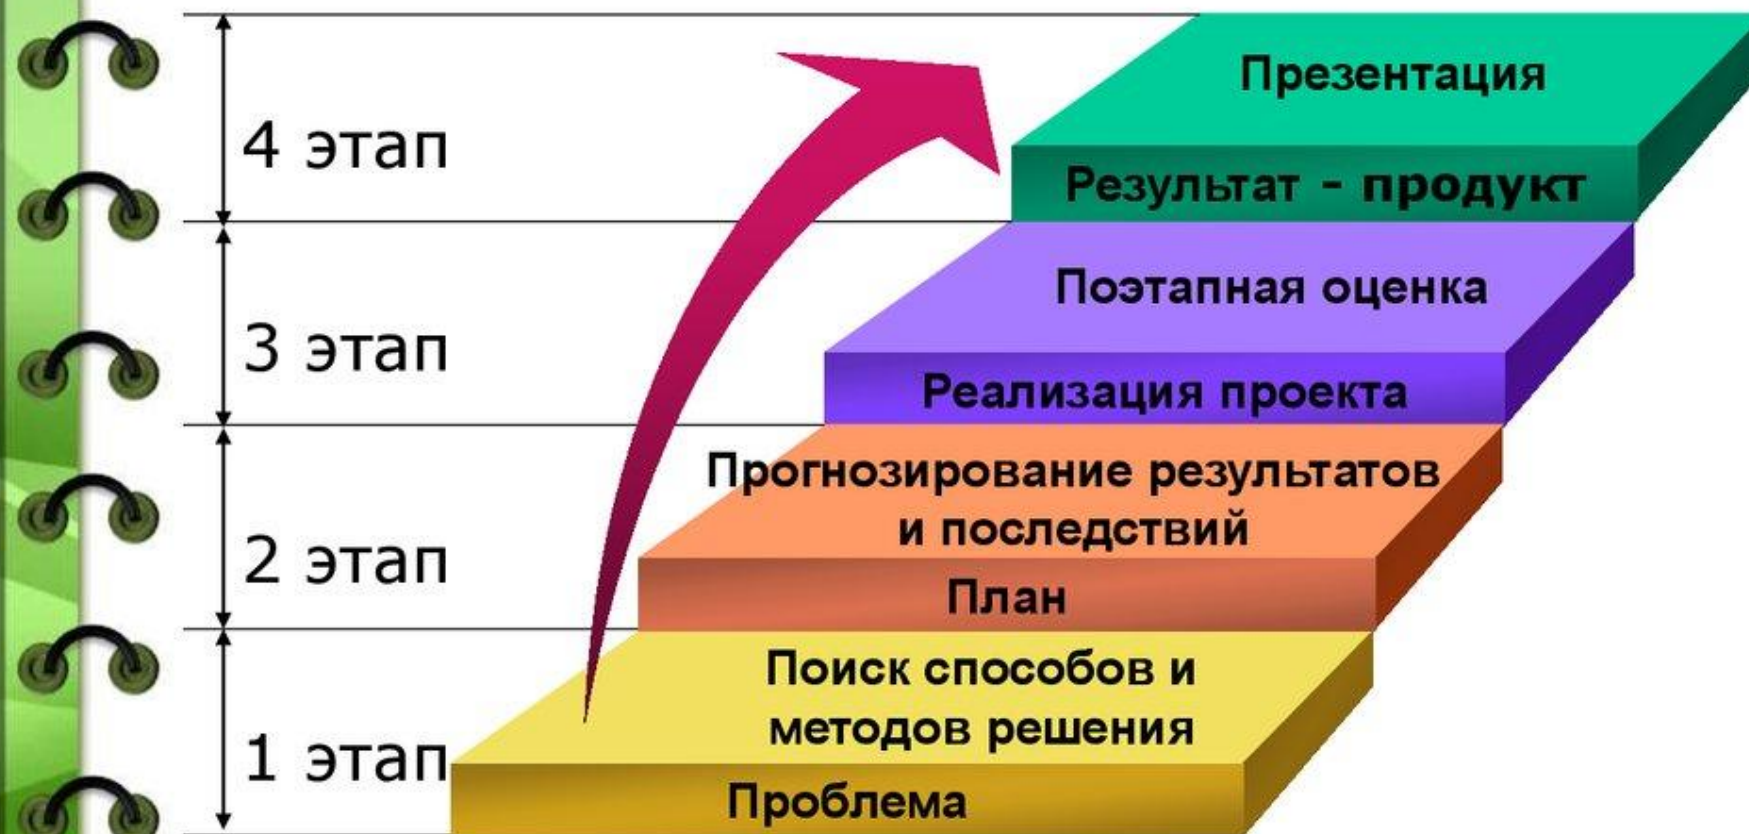 4 этап
Презентация
Результат - продукт
3 этап
Поэтапная оценка
Реализация проекта
2 этап
Прогнозирование результатов
и последствий
План
1 этап
Поиск способов и
методов решения
Проблема